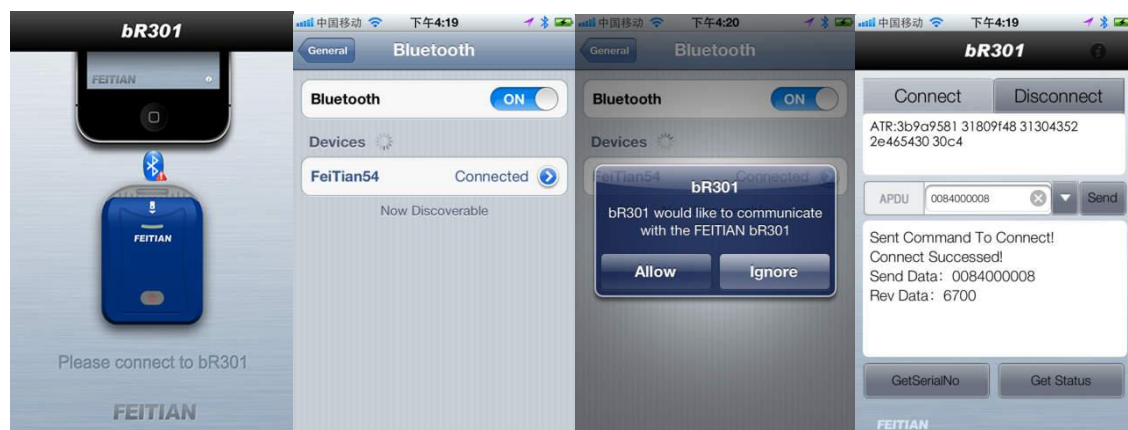 bR301
FEITIAN
FEITIAN
Please connect to bR301
FEITIAN
中国移动 下午4:19
General Bluetooth
Bluetooth ON
Devices
FeiTian54 Connected
Now Discoverable
中国移动 下午4:20
General Bluetooth
Bluetooth ON
Devices
FeiTian54 Connected
bR301
bR301 would like to communicate
with the FEITIAN bR301
Allow Ignore
中国移动 下午4:19
bR301
Connect Disconnect
ATR:3b9a9581 31809f48 31304352
2e465430 30c4
APDU 0084000008 Send
Sent Command To Connect!
Connect Successed!
Send Data: 0084000008
Rev Data: 6700
GetSerialNo Get Status
FEITIAN